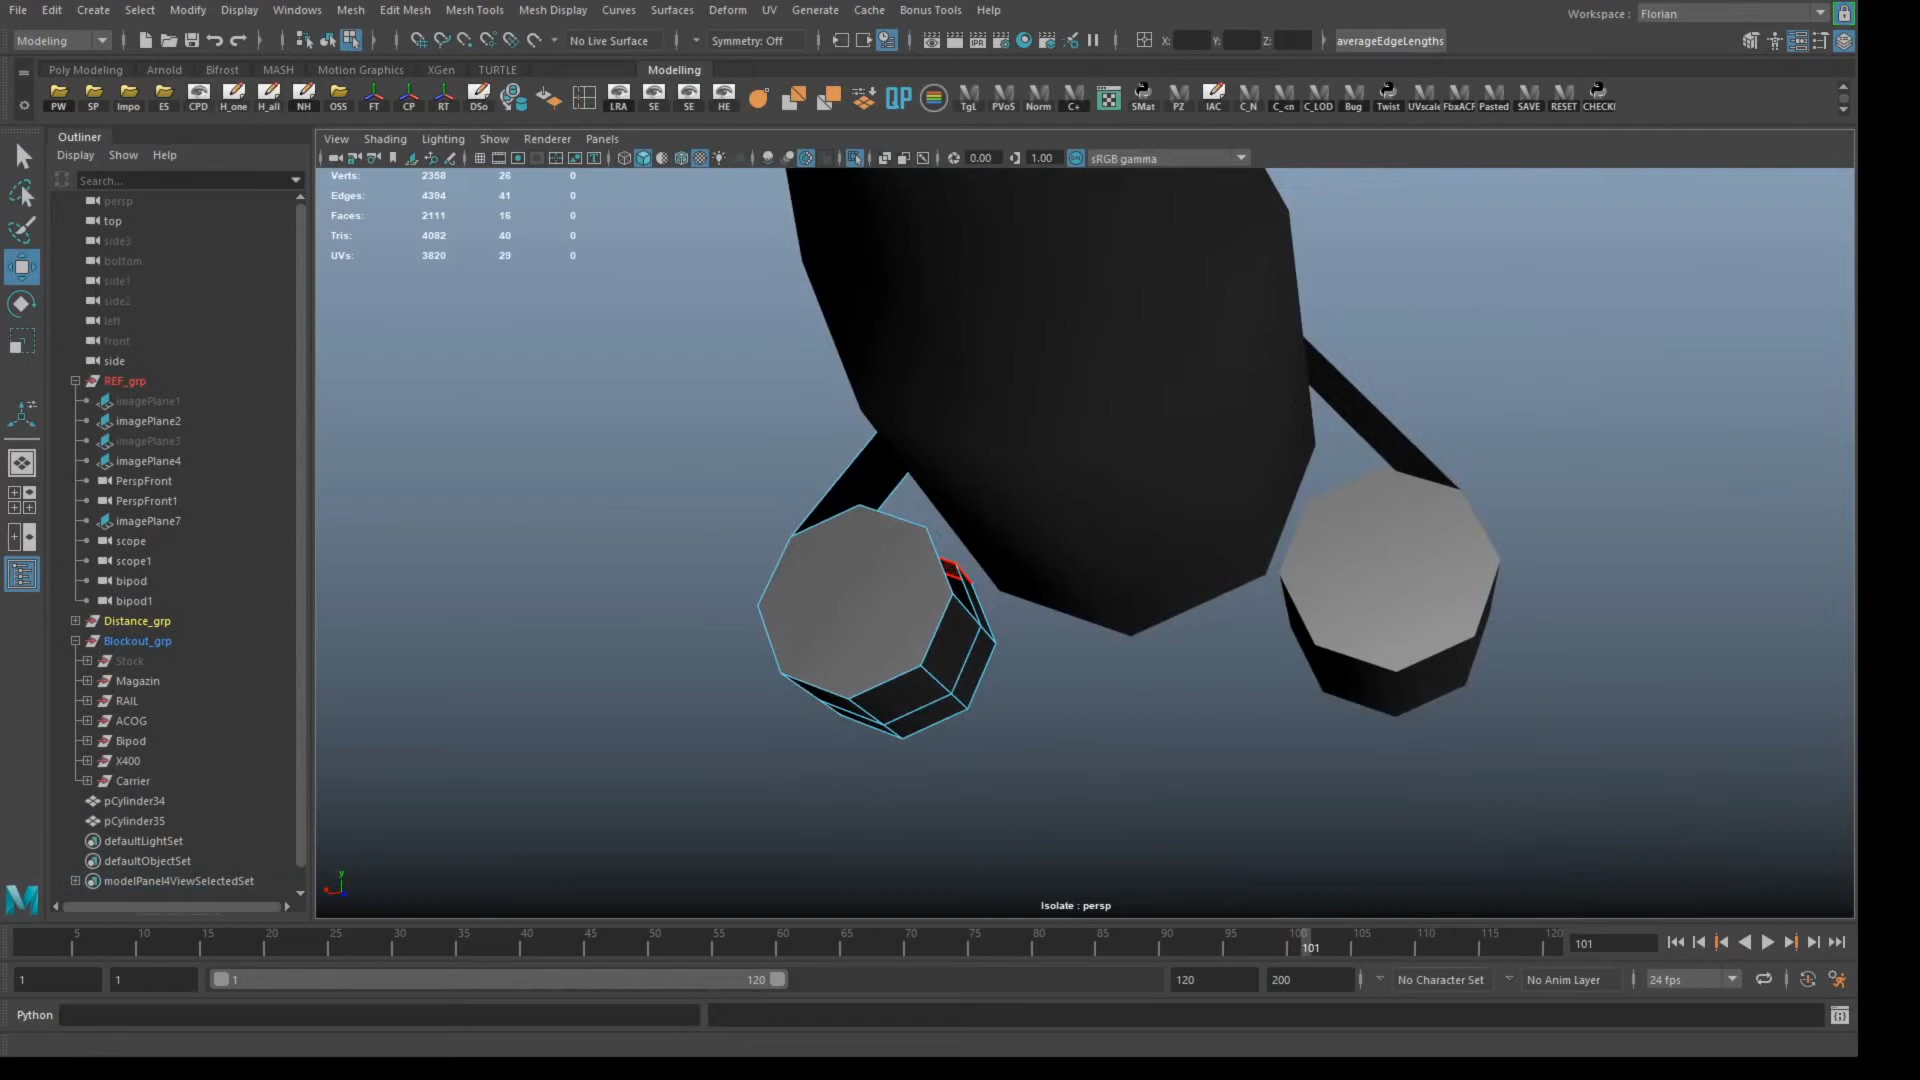 File Edit Create Select Modify Display Windows Mesh Edit Mesh Mesh Tools Mesh Display Curves Surfaces Deform UV Generate Cache Bonus Tools Help
Workspace : Florian
Modeling No Live Surface Symmetry: Off X: Y: Z: averageEdgeLengths
Poly Modeling Arnold Bifrost MASH Motion Graphics XGen TURTLE Modelling
PW SP Impo ES CPD H_one H_all NH OSS FT CP RT DSo LRA SE SE HE QP TgL PVoS Norm C+ SMat PZ IAC C_N C_<n C_LOD Bug Twist UVscale FbxACF Pasted SAVE RESET CHECKI
Outliner
Display Show Help
Search...
View Shading Lighting Show Renderer Panels
0.00 1.00 sRGB gamma
Verts: 2358 26 0
Edges: 4394 41 0
Faces: 2111 16 0
Tris: 4082 40 0
UVs: 3820 29 0
persp
top
side3
bottom
side1
side2
left
front
side
REF_grp
imagePlane1
imagePlane2
imagePlane3
imagePlane4
PerspFront
PerspFront1
imagePlane7
scope
scope1
bipod
bipod1
Distance_grp
Blockout_grp
Stock
Magazin
RAIL
ACOG
Bipod
X400
Carrier
pCylinder34
pCylinder35
defaultLightSet
defaultObjectSet
modelPanel4ViewSelectedSet
y
x
Isolate : persp
5 10 15 20 25 30 35 40 45 50 55 60 65 70 75 80 85 90 95 100 105 110 115 120
101
101
1 1 1 120 120 200 No Character Set No Anim Layer 24 fps
Python